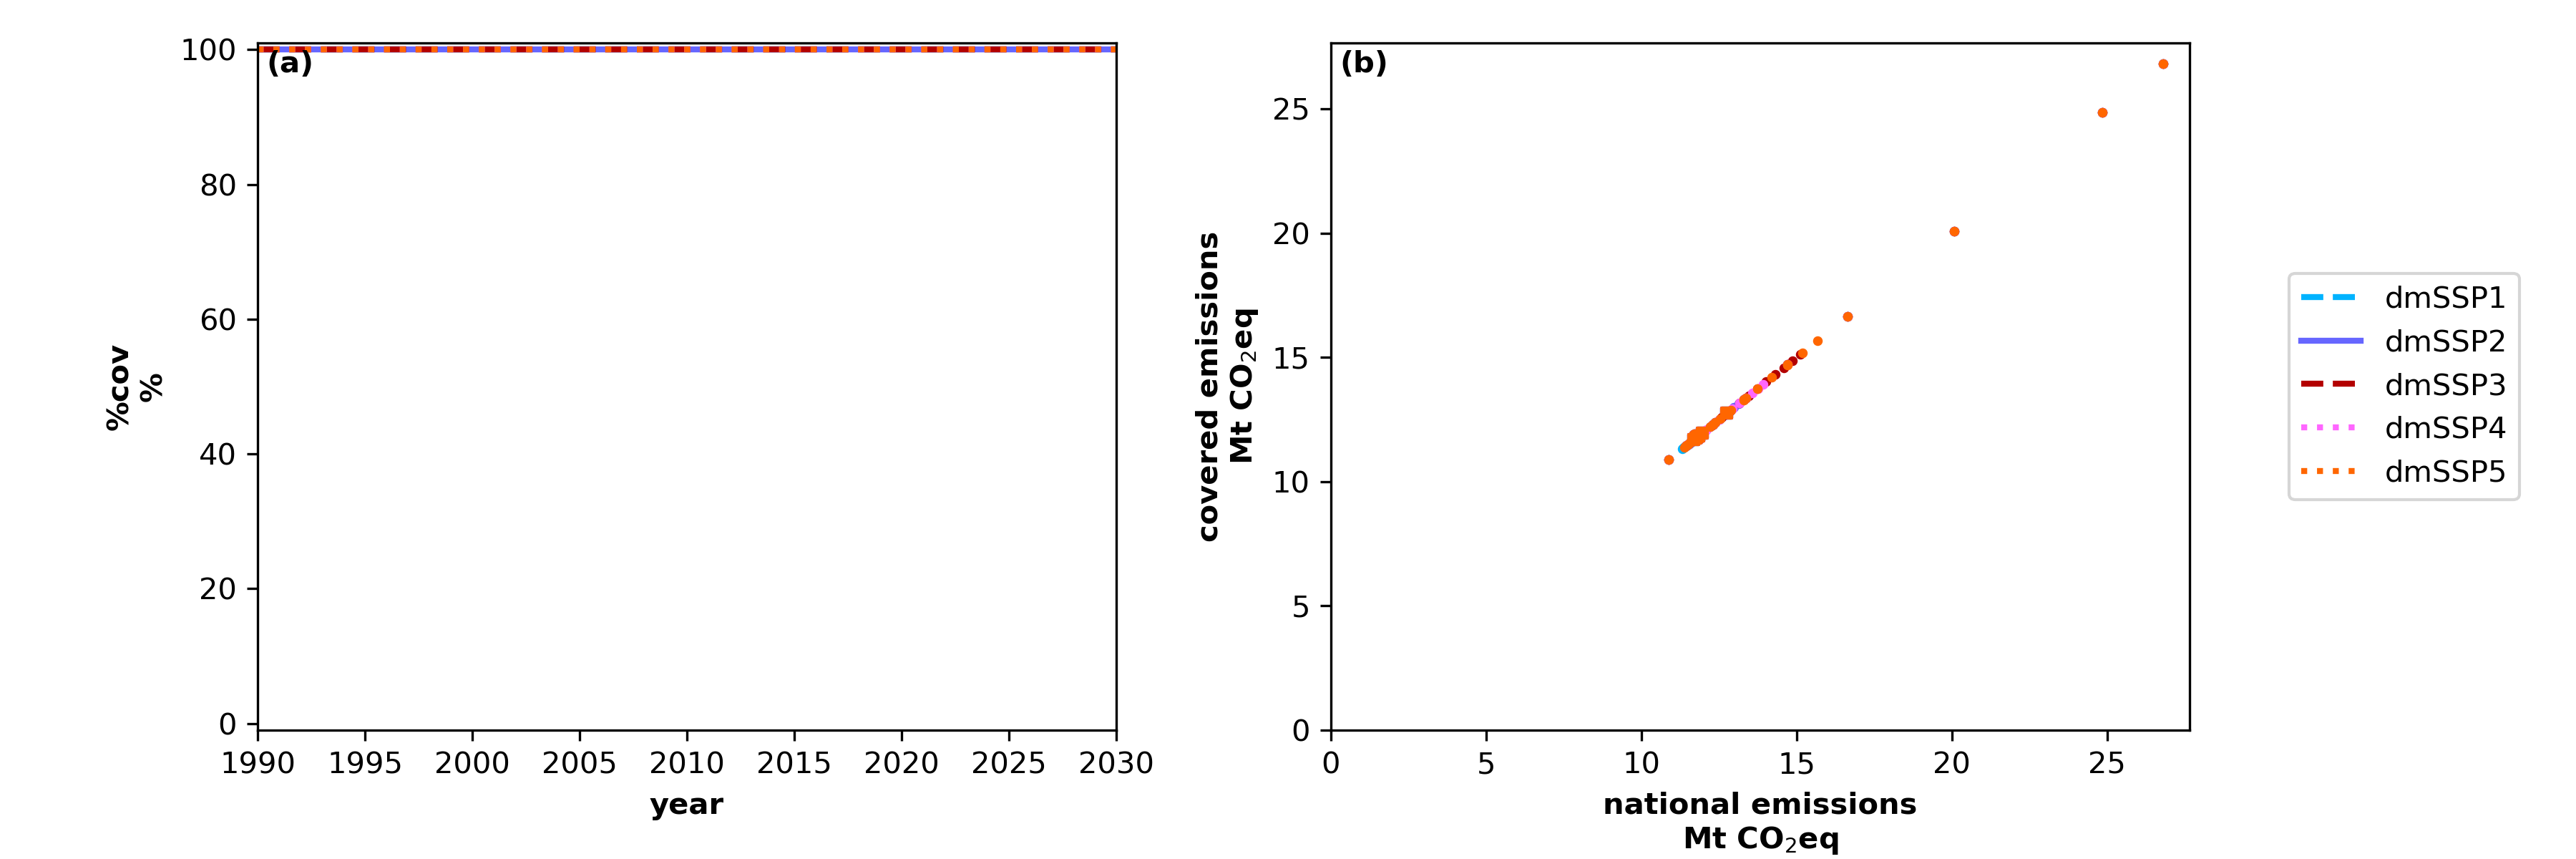 (a)
100
80
60
40
20
0
%cov
%
1990 1995 2000 2005 2010 2015 2020 2025 2030
year
(b)
25
20
15
10
5
0
covered emissions
Mt CO₂eq
0 5 10 15 20 25
national emissions
Mt CO₂eq
dmSSP1
dmSSP2
dmSSP3
dmSSP4
dmSSP5